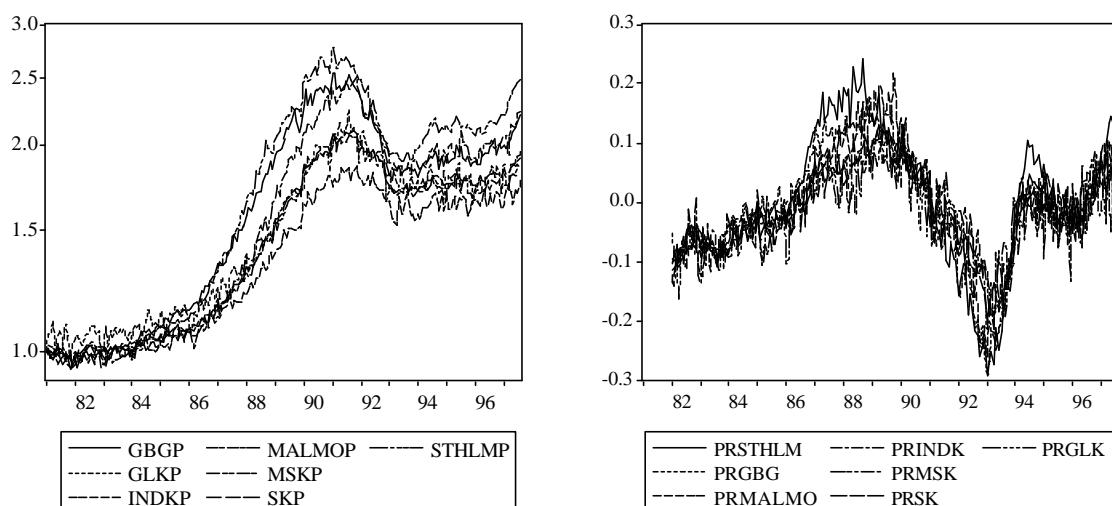 3.0
2.5
2.0
1.5
1.0
82 84 86 88 90 92 94 96
GBGP MALMOP STHLMP
GLKP MSKP
INDKP SKP
0.3
0.2
0.1
0.0
-0.1
-0.2
-0.3
82 84 86 88 90 92 94 96
PRSTHLM PRINDK PRGLK
PRGBG PRMSK
PRMALMO PRSK